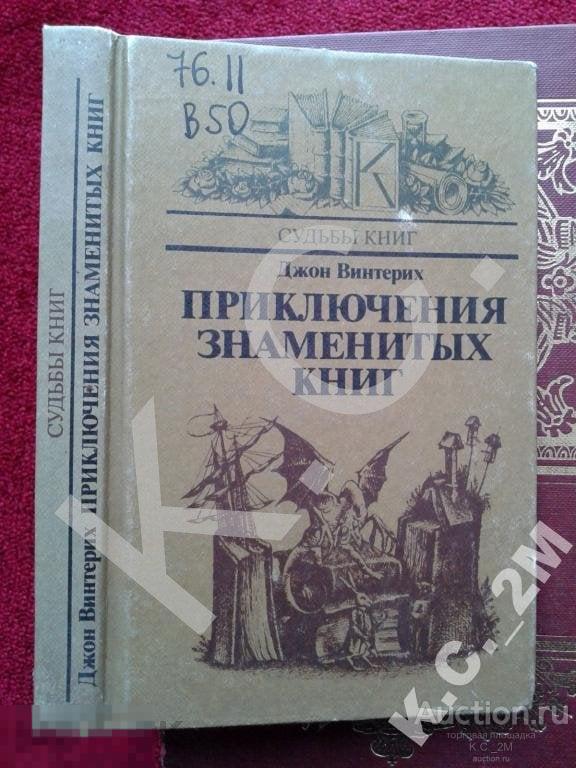 76.11
В50
К
СУДЬБЫ КНИГ
Джон Винтерих
ПРИКЛЮЧЕНИЯ
ЗНАМЕНИТЫХ
КНИГ
СУДЬБЫ КНИГ
Джон Винтерих ПРИКЛЮЧЕНИЯ ЗНАМЕНИТЫХ КНИГ
К.С.
К.С._2М
Auction.ru
торговая площадка
К.С._2М
auction.ru